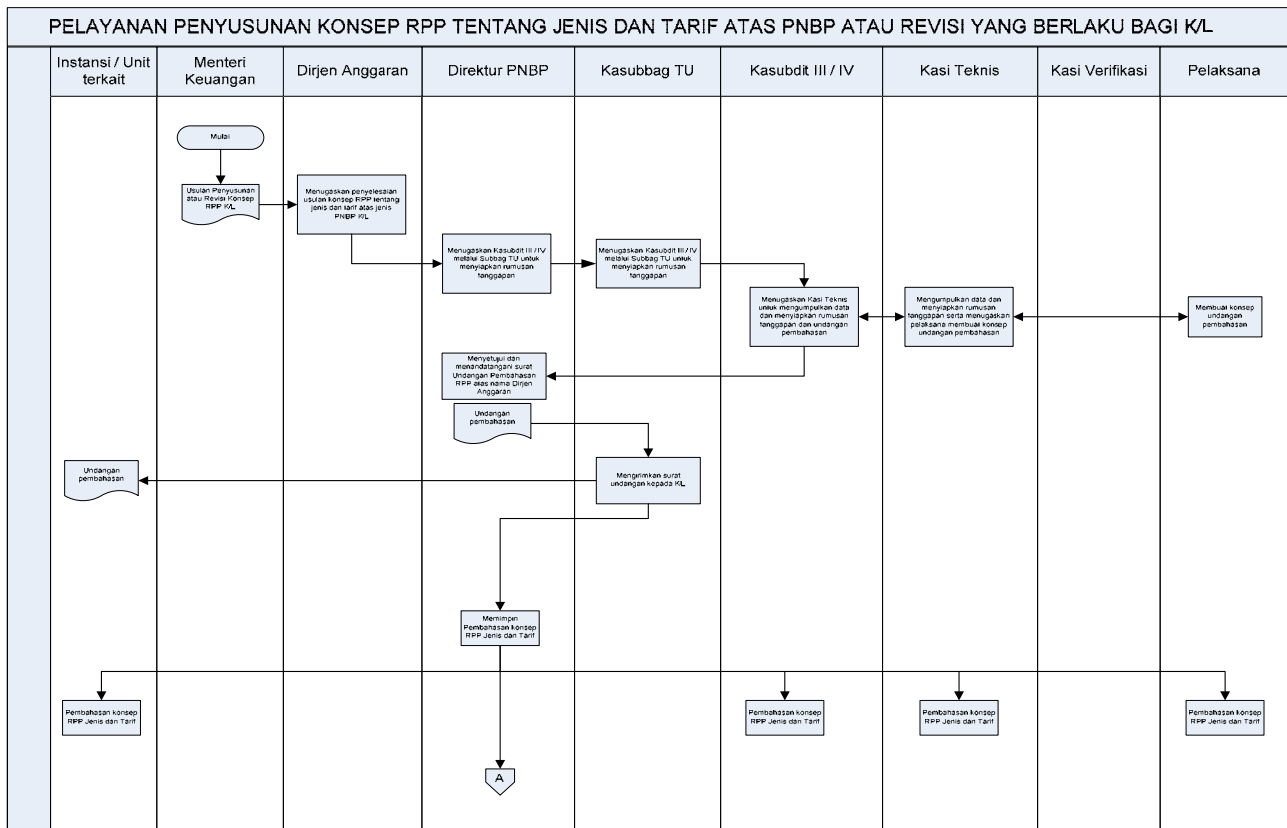 PELAYANAN PENYUSUNAN KONSEP RPP TENTANG JENIS DAN TARIF ATAS PNBP ATAU REVISI YANG BERLAKU BAGI K/L
Instansi / Unit
terkait
Menteri
Keuangan
Dirjen Anggaran
Direktur PNBP
Kasubbag TU
Kasubdit III / IV
Kasi Teknis
Kasi Verifikasi
Pelaksana
Mulai
Usulan Penyusunan
atau Revisi Konsep
RPP K/L
Menugaskan penyelesaian
usulan konsep RPP tentang
jenis dan tarif atas jenis
PNBP K/L
Menugaskan Kasubdit III / IV
melalui Subbag TU untuk
menyiapkan rumusan
tanggapan
Menugaskan Kasubdit III / IV
melalui Subbag TU untuk
menyiapkan rumusan
tanggapan
Menugaskan Kasi Teknis
untuk mengumpulkan data
dan menyiapkan rumusan
tanggapan dan undangan
pembahasan
Mengumpulkan data dan
menyiapkan rumusan
tanggapan serta menugaskan
pelaksana membuat konsep
undangan pembahasan
Membuat konsep
undangan
pembahasan
Menyetujui dan
menandatangani surat
Undangan Pembahasan
RPP atas nama Dirjen
Anggaran
Undangan
pembahasan
Mengirimkan surat
undangan kepada K/L
Undangan
pembahasan
Memimpin
Pembahasan konsep
RPP Jenis dan Tarif
Pembahasan konsep
RPP Jenis dan Tarif
Pembahasan konsep
RPP Jenis dan Tarif
Pembahasan konsep
RPP Jenis dan Tarif
Pembahasan konsep
RPP Jenis dan Tarif
A